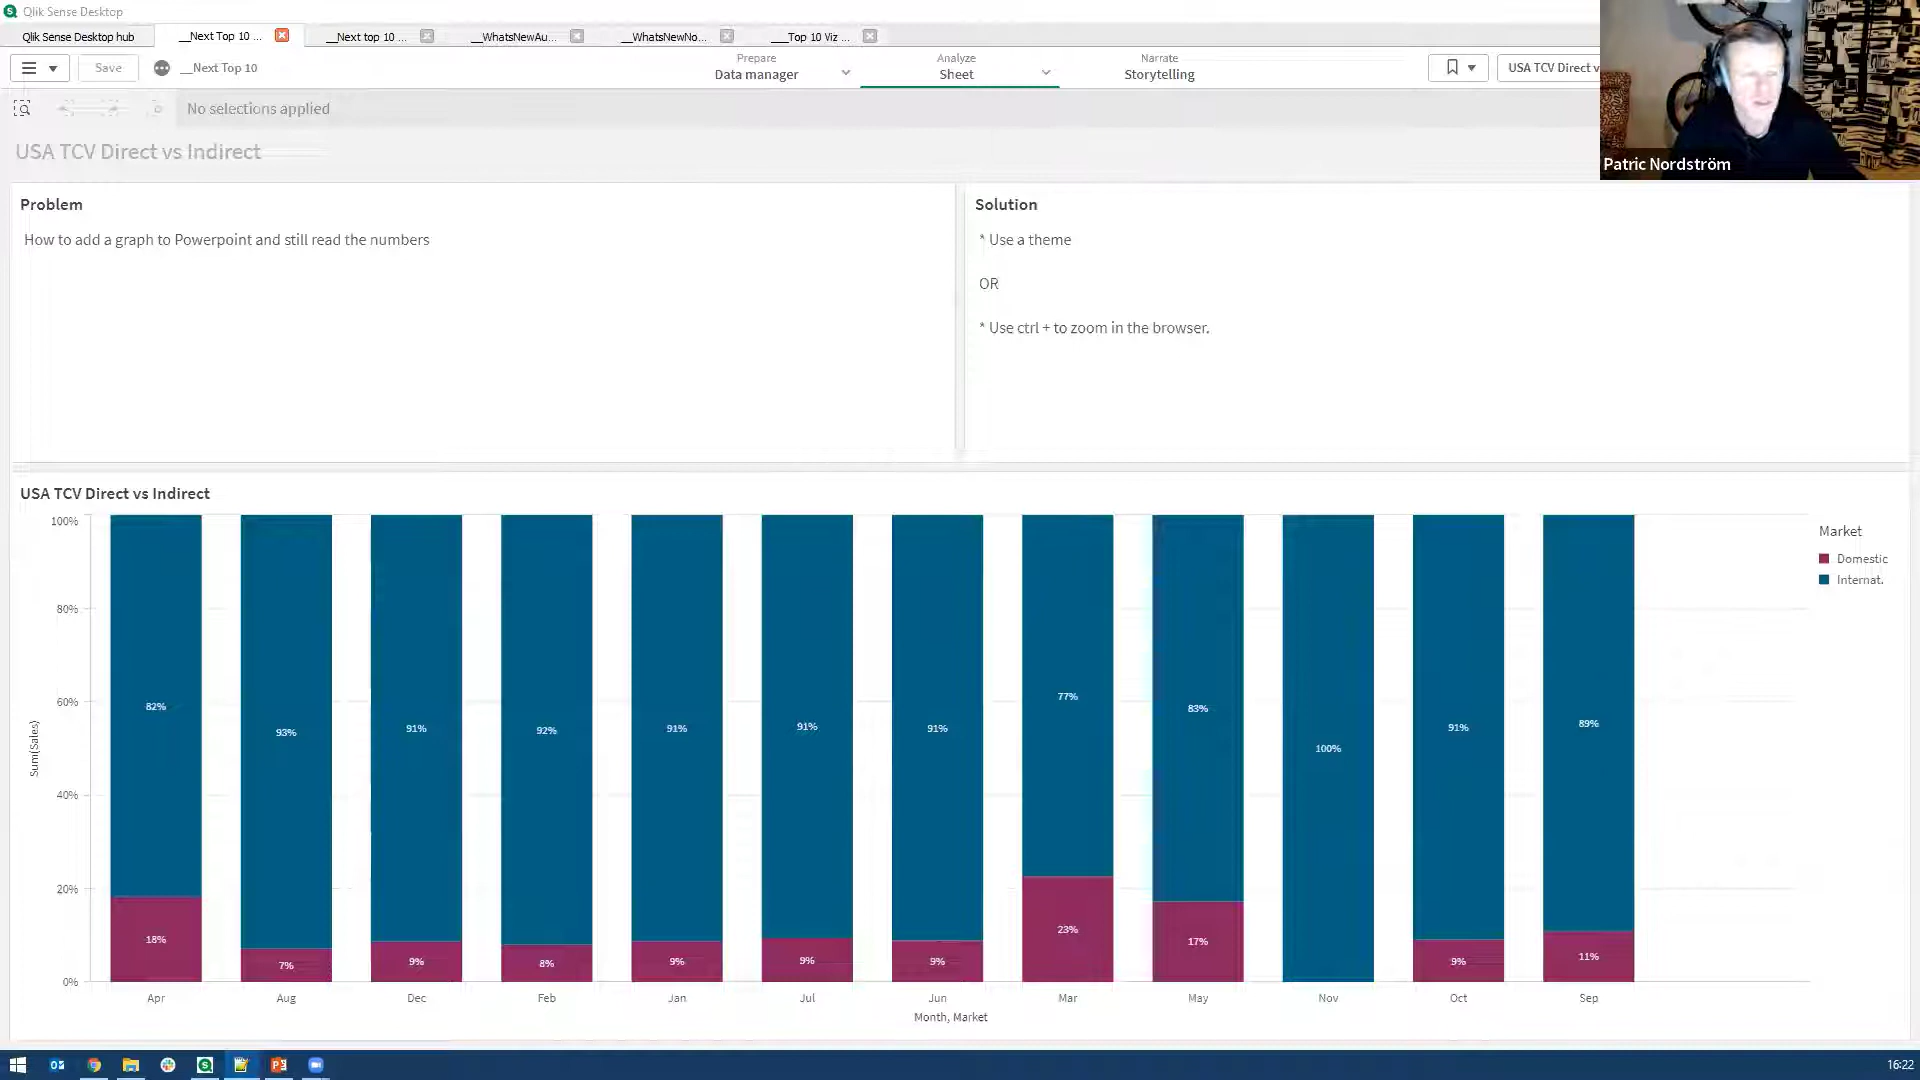 Qlik Sense Desktop
Qlik Sense Desktop hub
__Next Top 10 ...
__Next top 10 ...
__WhatsNewAu...
__WhatsNewNo...
___Top 10 Viz ...
Save
__Next Top 10
Prepare
Data manager
Analyze
Sheet
Narrate
Storytelling
USA TCV Direct v
No selections applied
Patric Nordström
USA TCV Direct vs Indirect
Problem
How to add a graph to Powerpoint and still read the numbers
Solution
* Use a theme
OR
* Use ctrl + to zoom in the browser.
USA TCV Direct vs Indirect
100%
80%
60%
40%
20%
0%
Sum(Sales)
82%
93%
91%
92%
91%
91%
91%
77%
83%
100%
91%
89%
18%
7%
9%
8%
9%
9%
9%
23%
17%
9%
11%
Apr
Aug
Dec
Feb
Jan
Jul
Jun
Mar
May
Nov
Oct
Sep
Month, Market
Market
Domestic
Internat.
16:22